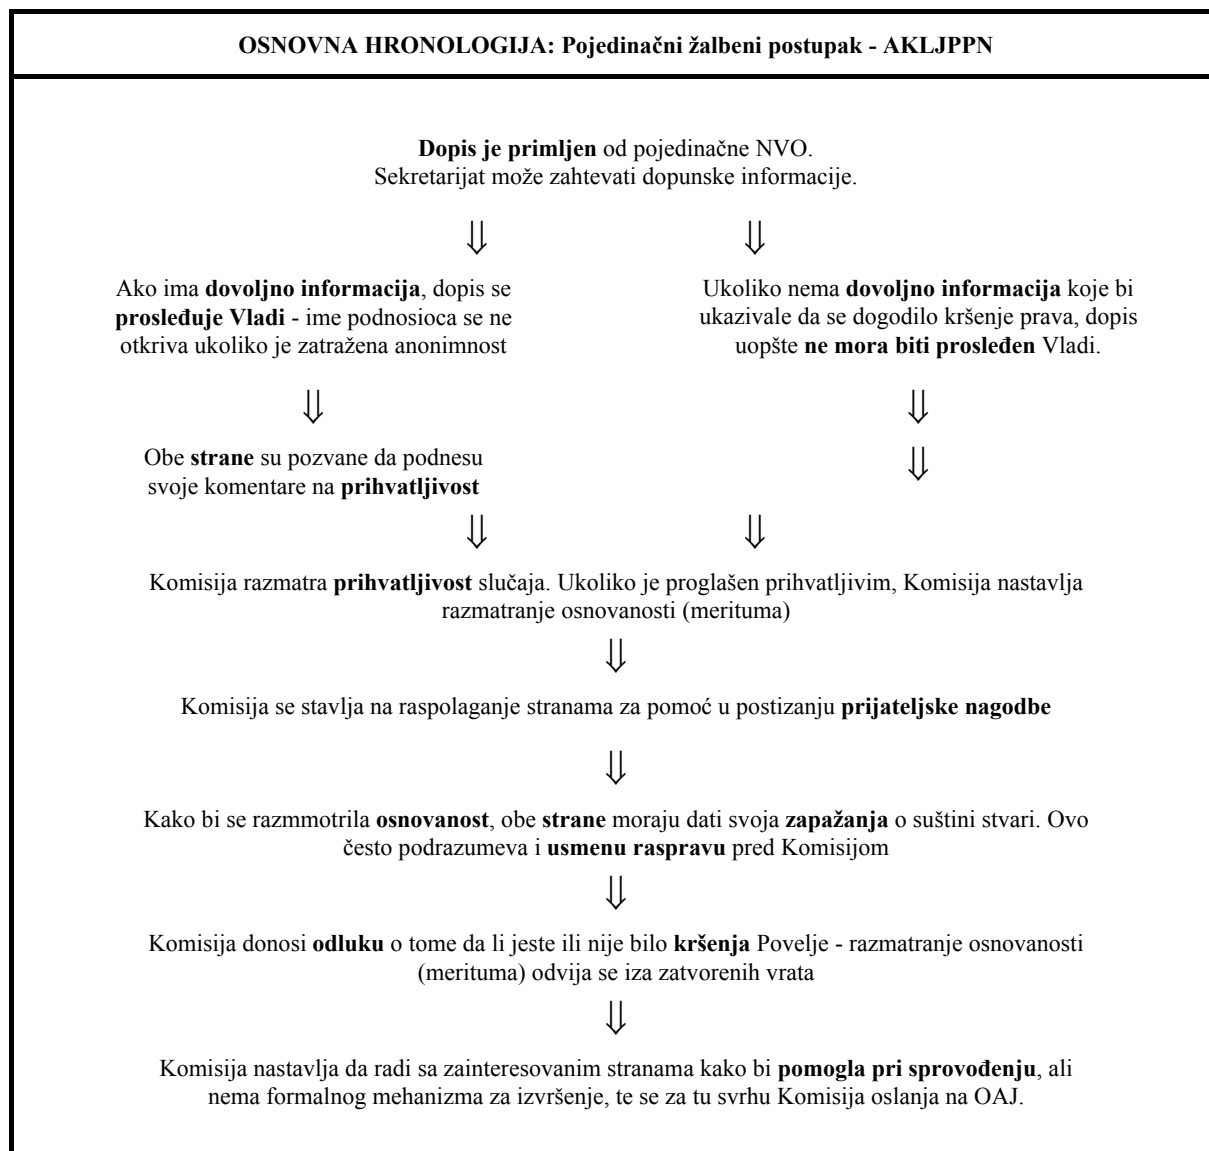 OSNOVNA HRONOLOGIJA: Pojedinačni žalbeni postupak - AKLJPPN
Dopis je primljen od pojedinačne NVO.
Sekretarijat može zahtevati dopunske informacije.
⇓ ⇓
Ako ima dovoljno informacija, dopis se
prosleđuje Vladi - ime podnosioca se ne
otkriva ukoliko je zatražena anonimnost
Ukoliko nema dovoljno informacija koje bi
ukazivale da se dogodilo kršenje prava, dopis
uopšte ne mora biti prosleđen Vladi.
⇓ ⇓
Obe strane su pozvane da podnesu
svoje komentare na prihvatljivost
⇓
⇓ ⇓
Komisija razmatra prihvatljivost slučaja. Ukoliko je proglašen prihvatljivim, Komisija nastavlja
razmatranje osnovanosti (merituma)
⇓
Komisija se stavlja na raspolaganje stranama za pomoć u postizanju prijateljske nagodbe
⇓
Kako bi se razmmotrila osnovanost, obe strane moraju dati svoja zapažanja o suštini stvari. Ovo
često podrazumeva i usmenu raspravu pred Komisijom
⇓
Komisija donosi odluku o tome da li jeste ili nije bilo kršenja Povelje - razmatranje osnovanosti
(merituma) odvija se iza zatvorenih vrata
⇓
Komisija nastavlja da radi sa zainteresovanim stranama kako bi pomogla pri sprovođenju, ali
nema formalnog mehanizma za izvršenje, te se za tu svrhu Komisija oslanja na OAJ.